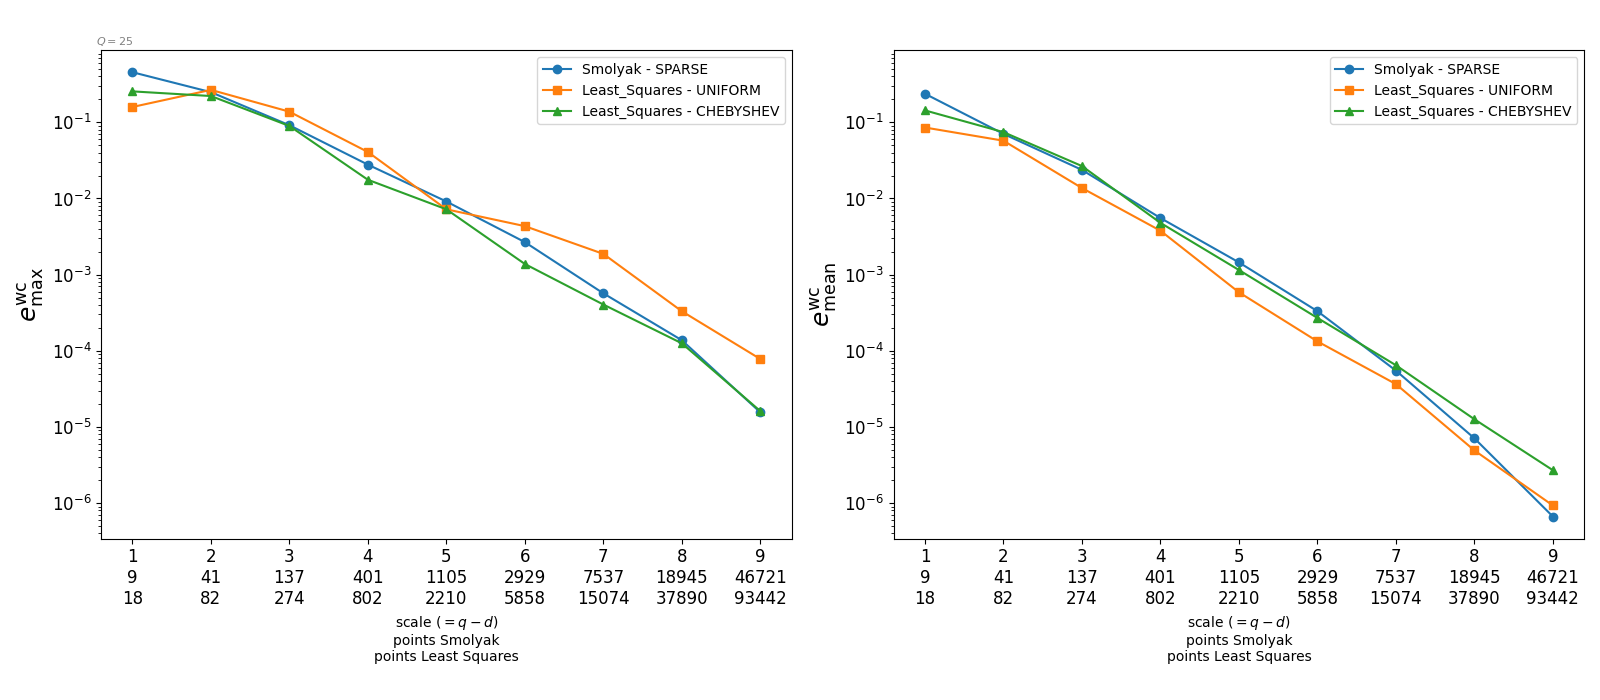 Q = 25
Smolyak - SPARSE
Least_Squares - UNIFORM
Least_Squares - CHEBYSHEV
10⁻¹
10⁻²
10⁻³
10⁻⁴
10⁻⁵
10⁻⁶
e^wc_max
1 2 3 4 5 6 7 8 9
9 41 137 401 1105 2929 7537 18945 46721
18 82 274 802 2210 5858 15074 37890 93442
scale (= q − d)
points Smolyak
points Least Squares
Smolyak - SPARSE
Least_Squares - UNIFORM
Least_Squares - CHEBYSHEV
10⁻¹
10⁻²
10⁻³
10⁻⁴
10⁻⁵
10⁻⁶
e^wc_mean
1 2 3 4 5 6 7 8 9
9 41 137 401 1105 2929 7537 18945 46721
18 82 274 802 2210 5858 15074 37890 93442
scale (= q − d)
points Smolyak
points Least Squares